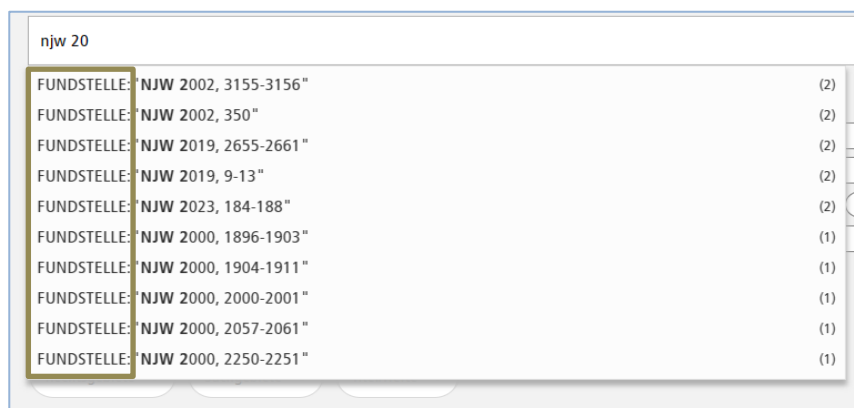 njw 20
FUNDSTELLE: "NJW 2002, 3155-3156" (2)
FUNDSTELLE: "NJW 2002, 350" (2)
FUNDSTELLE: "NJW 2019, 2655-2661" (2)
FUNDSTELLE: "NJW 2019, 9-13" (2)
FUNDSTELLE: "NJW 2023, 184-188" (2)
FUNDSTELLE: "NJW 2000, 1896-1903" (1)
FUNDSTELLE: "NJW 2000, 1904-1911" (1)
FUNDSTELLE: "NJW 2000, 2000-2001" (1)
FUNDSTELLE: "NJW 2000, 2057-2061" (1)
FUNDSTELLE: "NJW 2000, 2250-2251" (1)